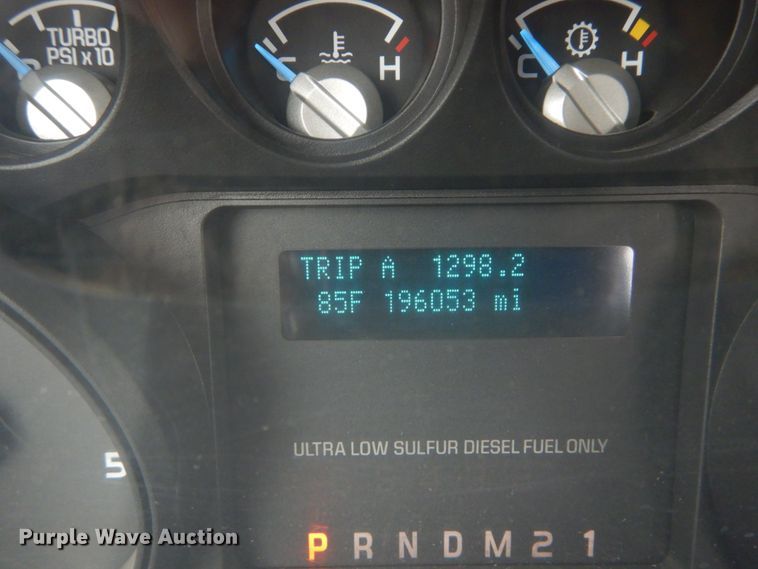 TURBO
PSI x 10
C H
C H
TRIP A 1298.2
85F 196053 mi
ULTRA LOW SULFUR DIESEL FUEL ONLY
5
P R N D M 2 1
Purple Wave Auction®